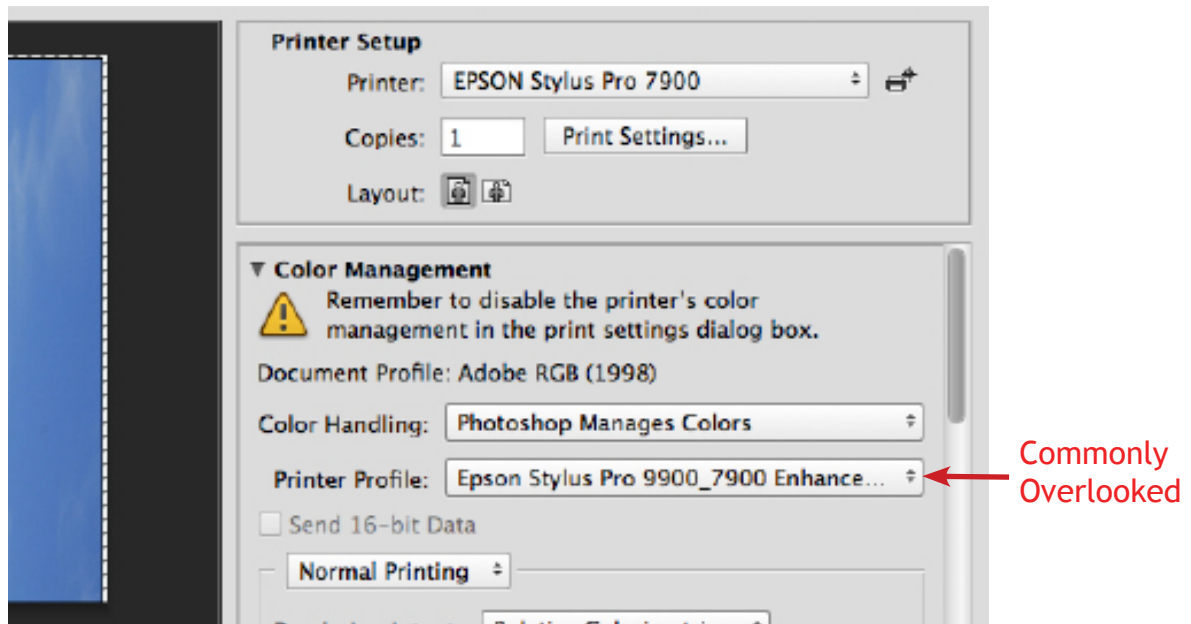 Printer Setup
Printer: EPSON Stylus Pro 7900
Copies: 1 Print Settings...
Layout:
Color Management
Remember to disable the printer's color
management in the print settings dialog box.
Document Profile: Adobe RGB (1998)
Color Handling: Photoshop Manages Colors
Printer Profile: Epson Stylus Pro 9900_7900 Enhance...
Commonly
Overlooked
Send 16-bit Data
Normal Printing